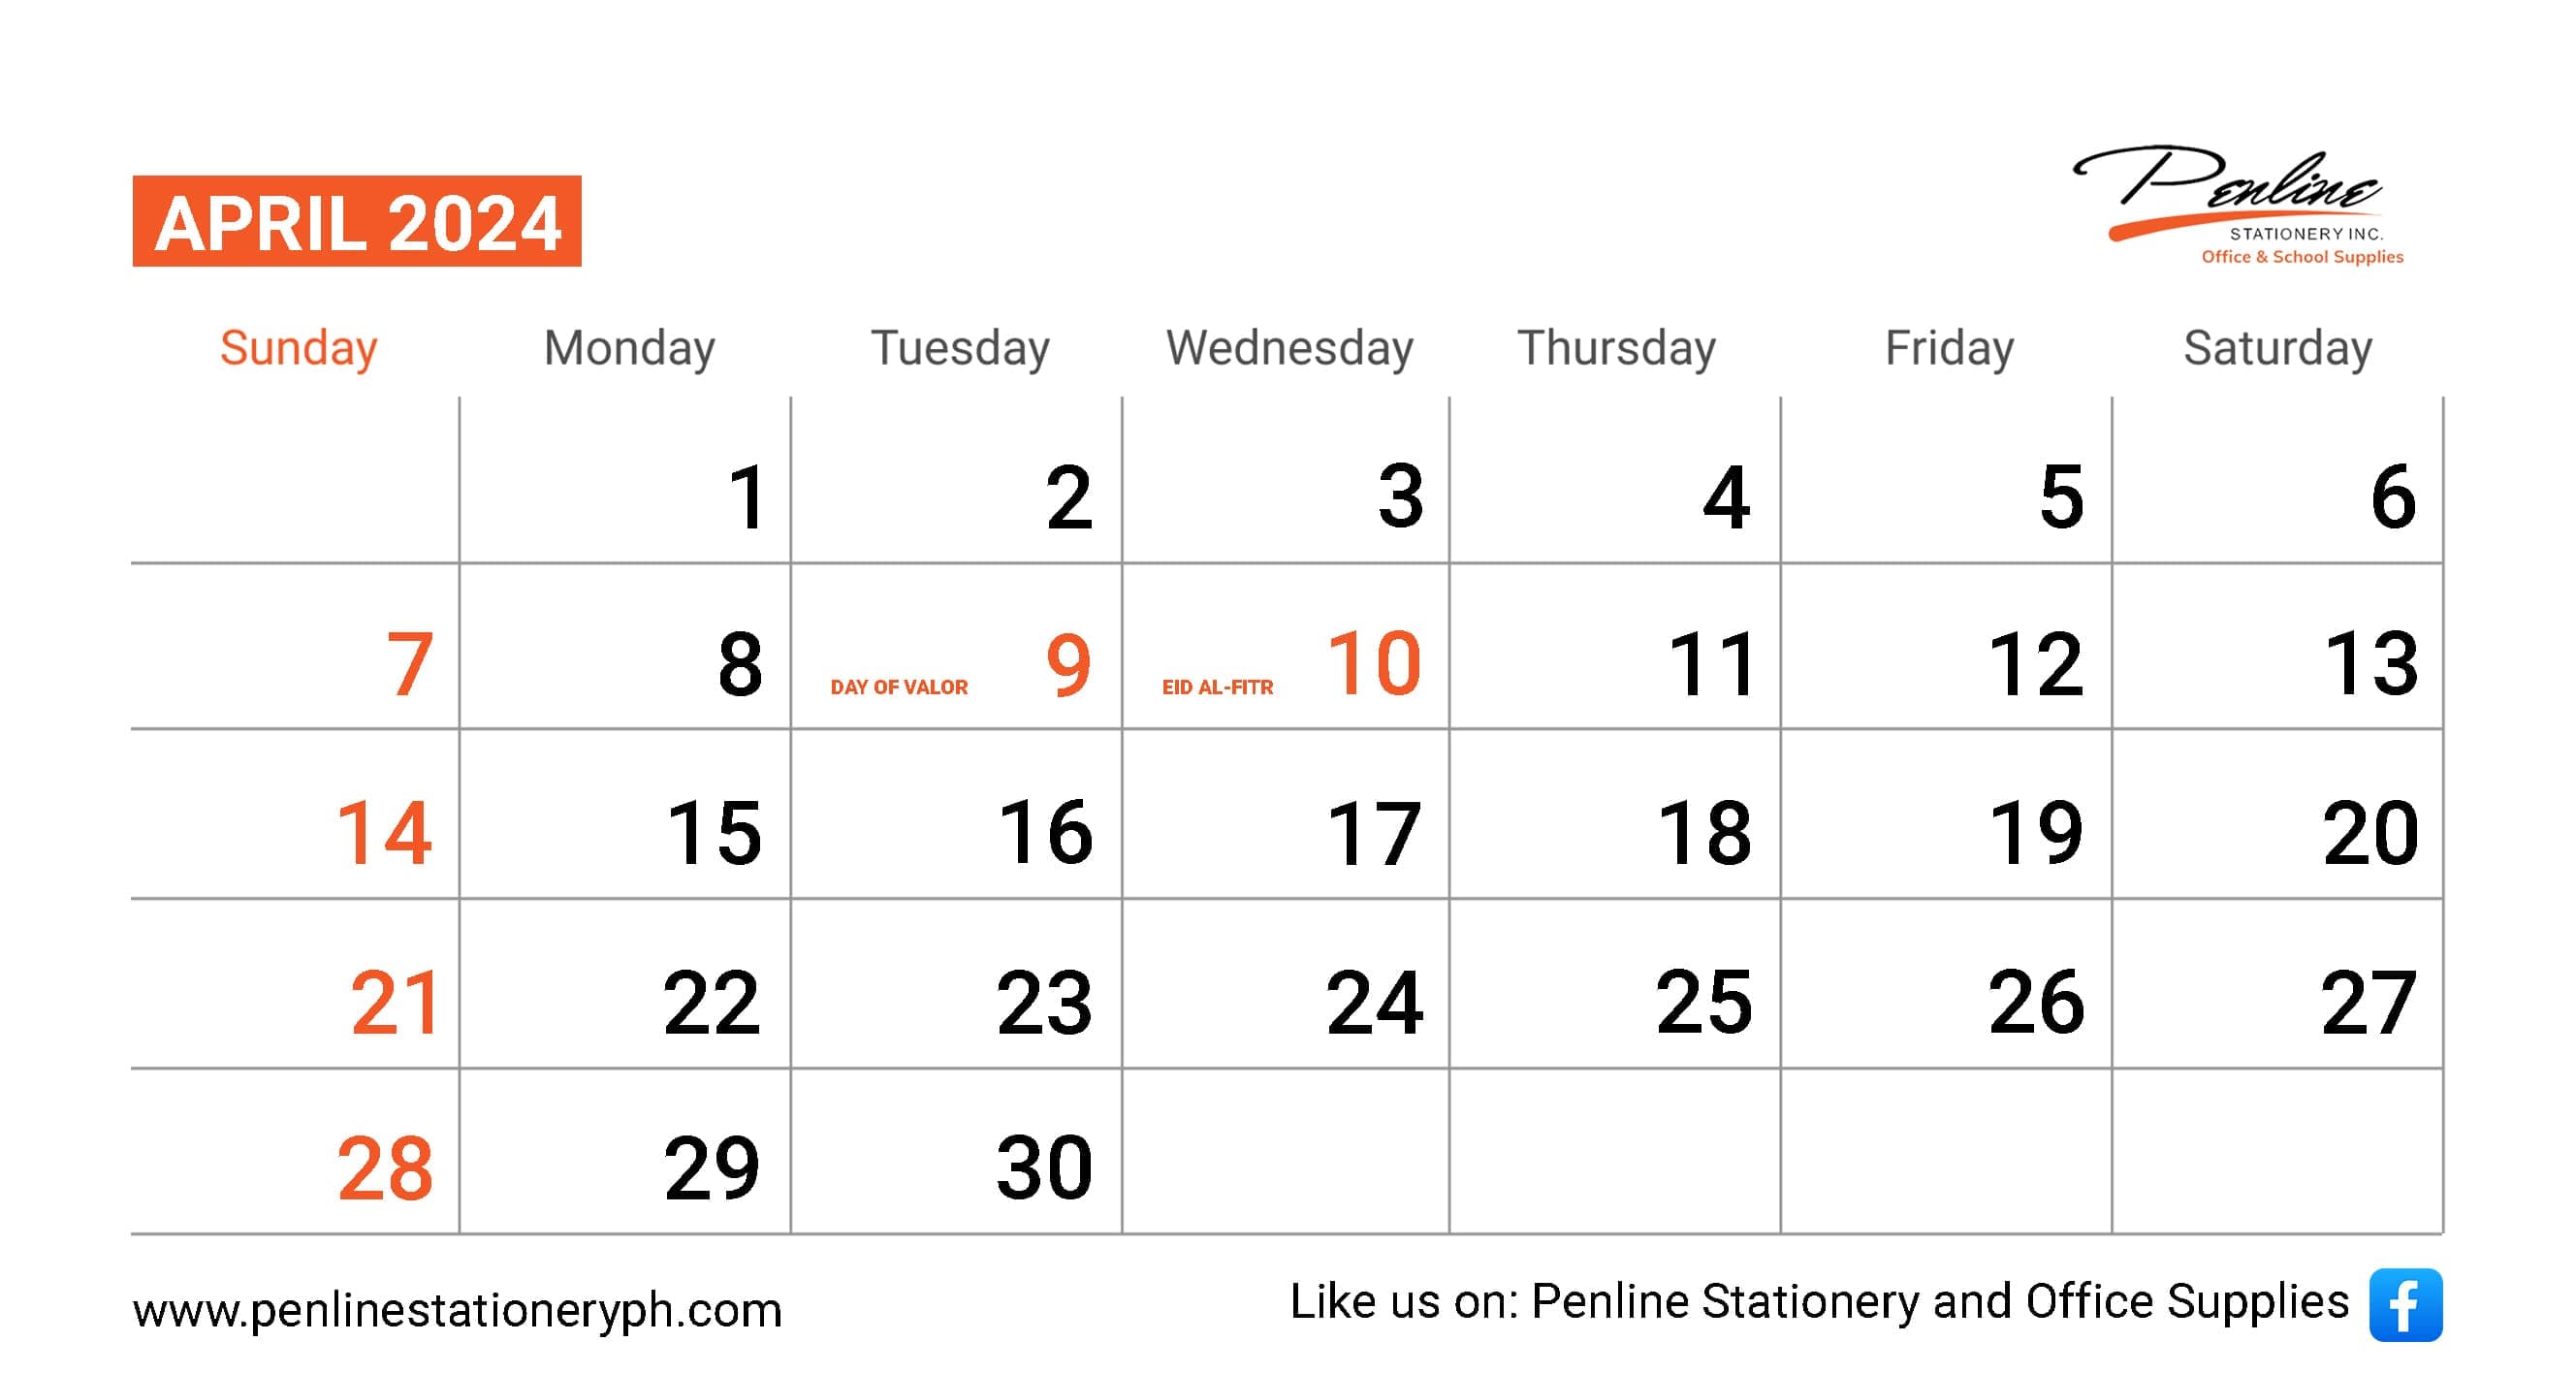 APRIL 2024
Penline
STATIONERY INC.
Office & School Supplies
Sunday Monday Tuesday Wednesday Thursday Friday Saturday
1 2 3 4 5 6
7 8 DAY OF VALOR 9 EID AL-FITR 10 11 12 13
14 15 16 17 18 19 20
21 22 23 24 25 26 27
28 29 30
www.penlinestationeryph.com
Like us on: Penline Stationery and Office Supplies f